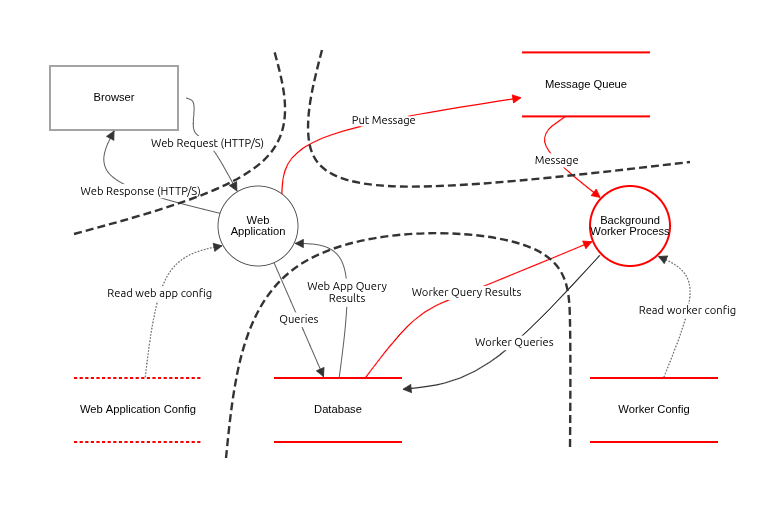 Message Queue
Browser
Put Message
Web Request (HTTP/S)
Message
Web Response (HTTP/S)
Web
Application
Background
Worker Process
Read web app config
Web App Query
Results
Worker Query Results
Queries
Read worker config
Worker Queries
Web Application Config
Database
Worker Config